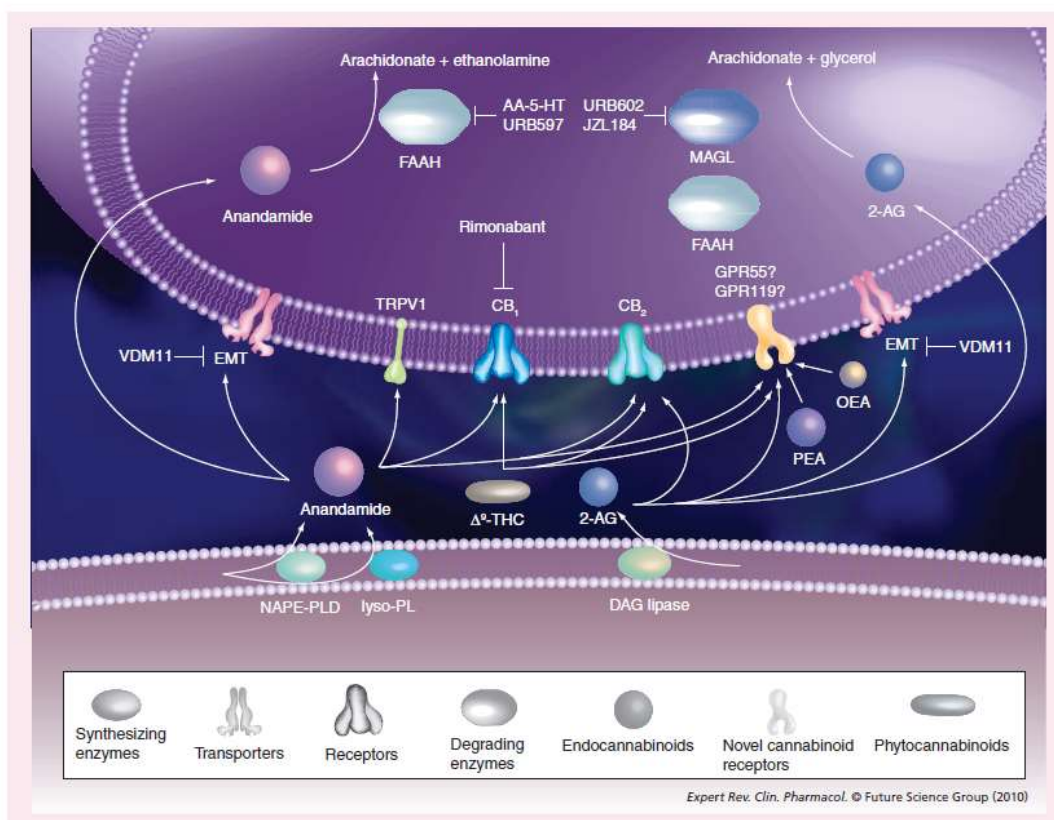 Arachidonate + ethanolamine
Arachidonate + glycerol
AA-5-HT
URB597
URB602
JZL184
FAAH
MAGL
Anandamide
2-AG
FAAH
Rimonabant
GPR55?
GPR119?
TRPV1
CB₁
CB₂
VDM11
EMT
EMT
VDM11
OEA
PEA
Anandamide
Δ⁹-THC
2-AG
NAPE-PLD
lyso-PL
DAG lipase
Synthesizing
enzymes
Transporters
Receptors
Degrading
enzymes
Endocannabinoids
Novel cannabinoid
receptors
Phytocannabinoids
Expert Rev. Clin. Pharmacol. © Future Science Group (2010)